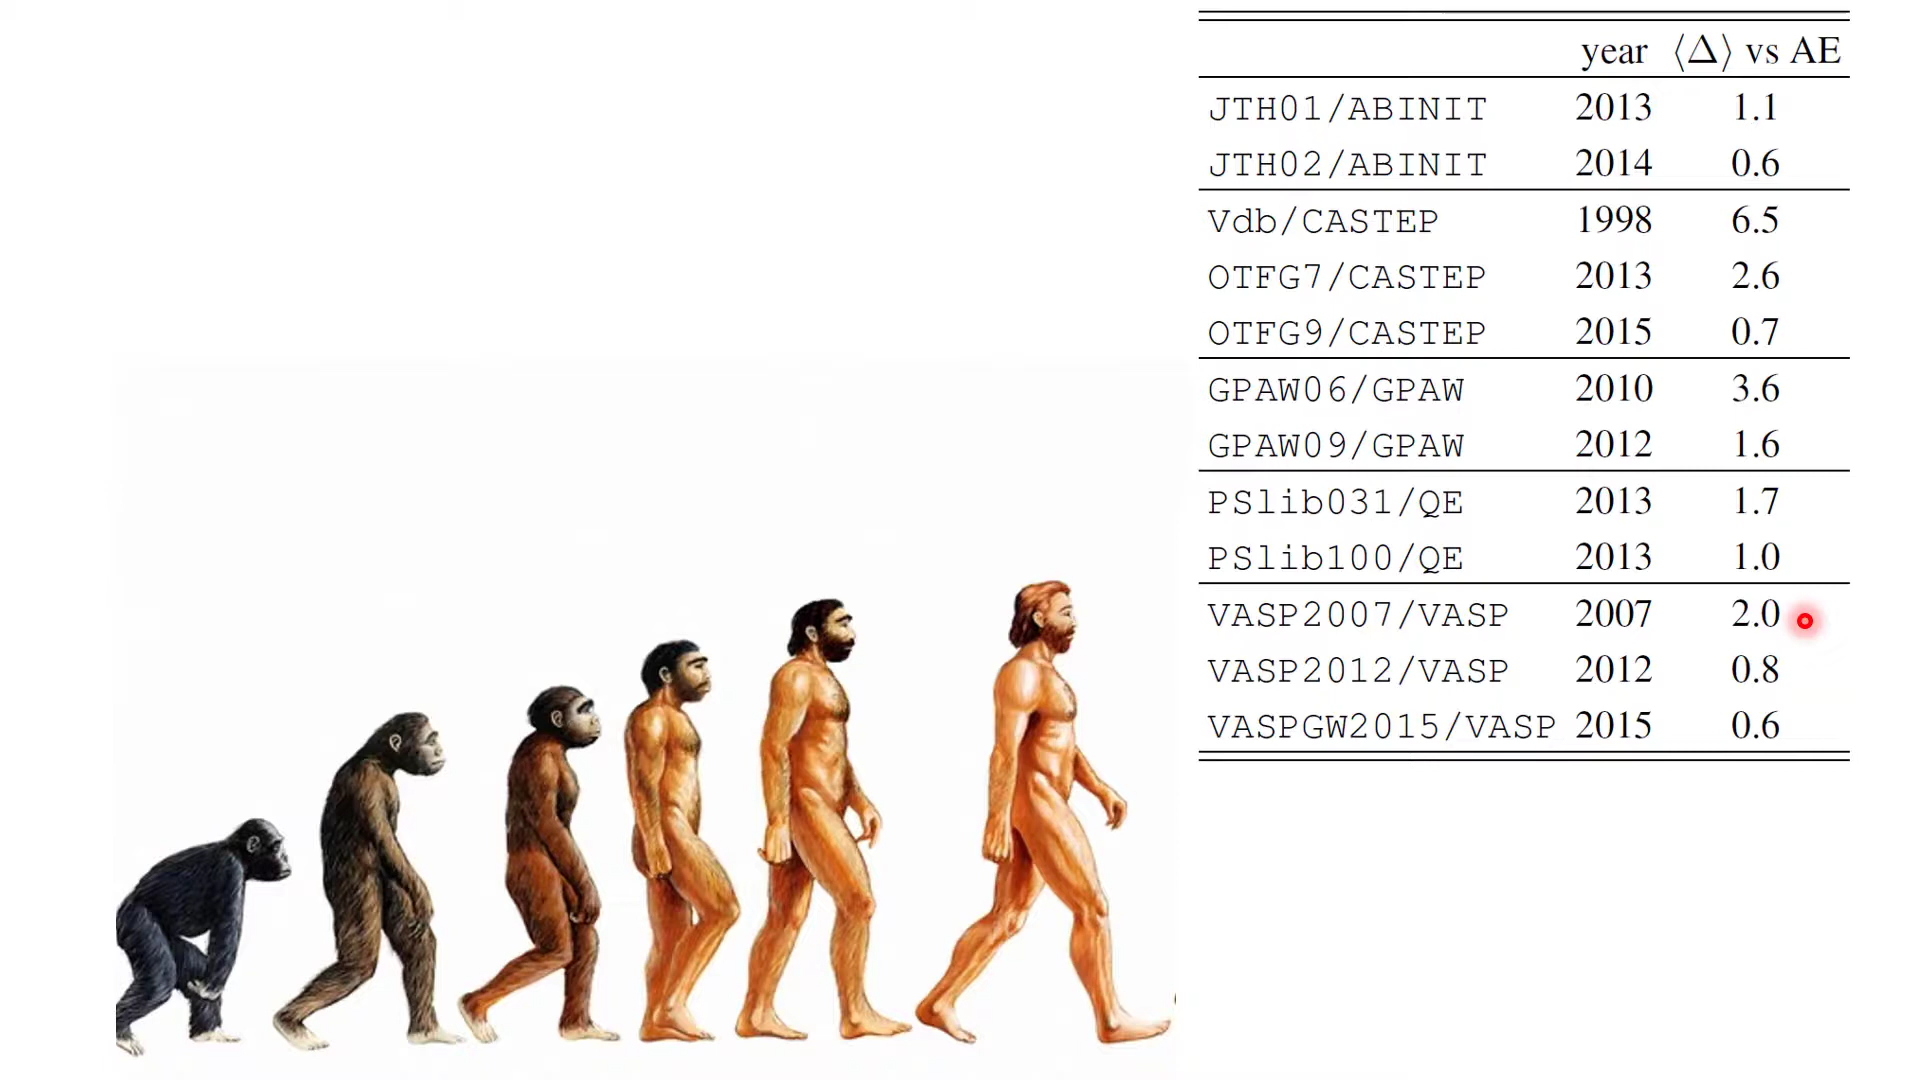 year ⟨Δ⟩ vs AE
JTH01/ABINIT 2013 1.1
JTH02/ABINIT 2014 0.6
Vdb/CASTEP 1998 6.5
OTFG7/CASTEP 2013 2.6
OTFG9/CASTEP 2015 0.7
GPAW06/GPAW 2010 3.6
GPAW09/GPAW 2012 1.6
PSlib031/QE 2013 1.7
PSlib100/QE 2013 1.0
VASP2007/VASP 2007 2.0
VASP2012/VASP 2012 0.8
VASPGW2015/VASP 2015 0.6